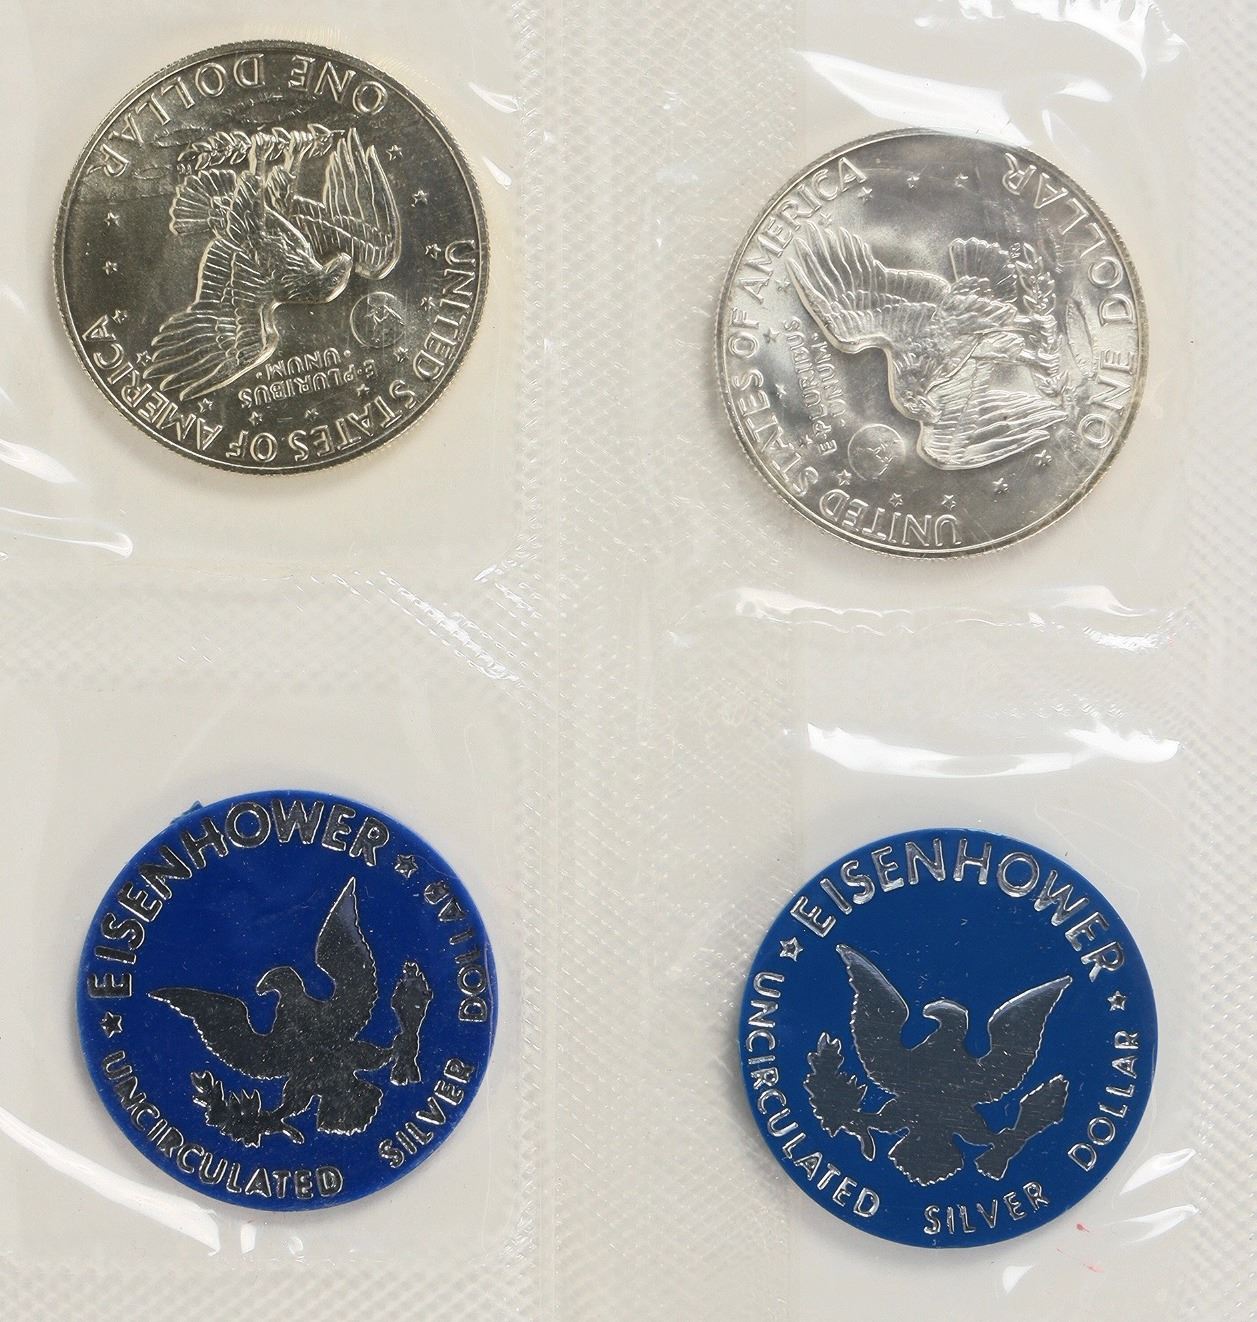 UNITED STATES OF AMERICA
E·PLURIBUS
·UNUM·
ONE DOLLAR
UNITED STATES OF AMERICA
E·PLURIBUS
·UNUM·
ONE DOLLAR
EISENHOWER
UNCIRCULATED SILVER DOLLAR
EISENHOWER
UNCIRCULATED SILVER DOLLAR